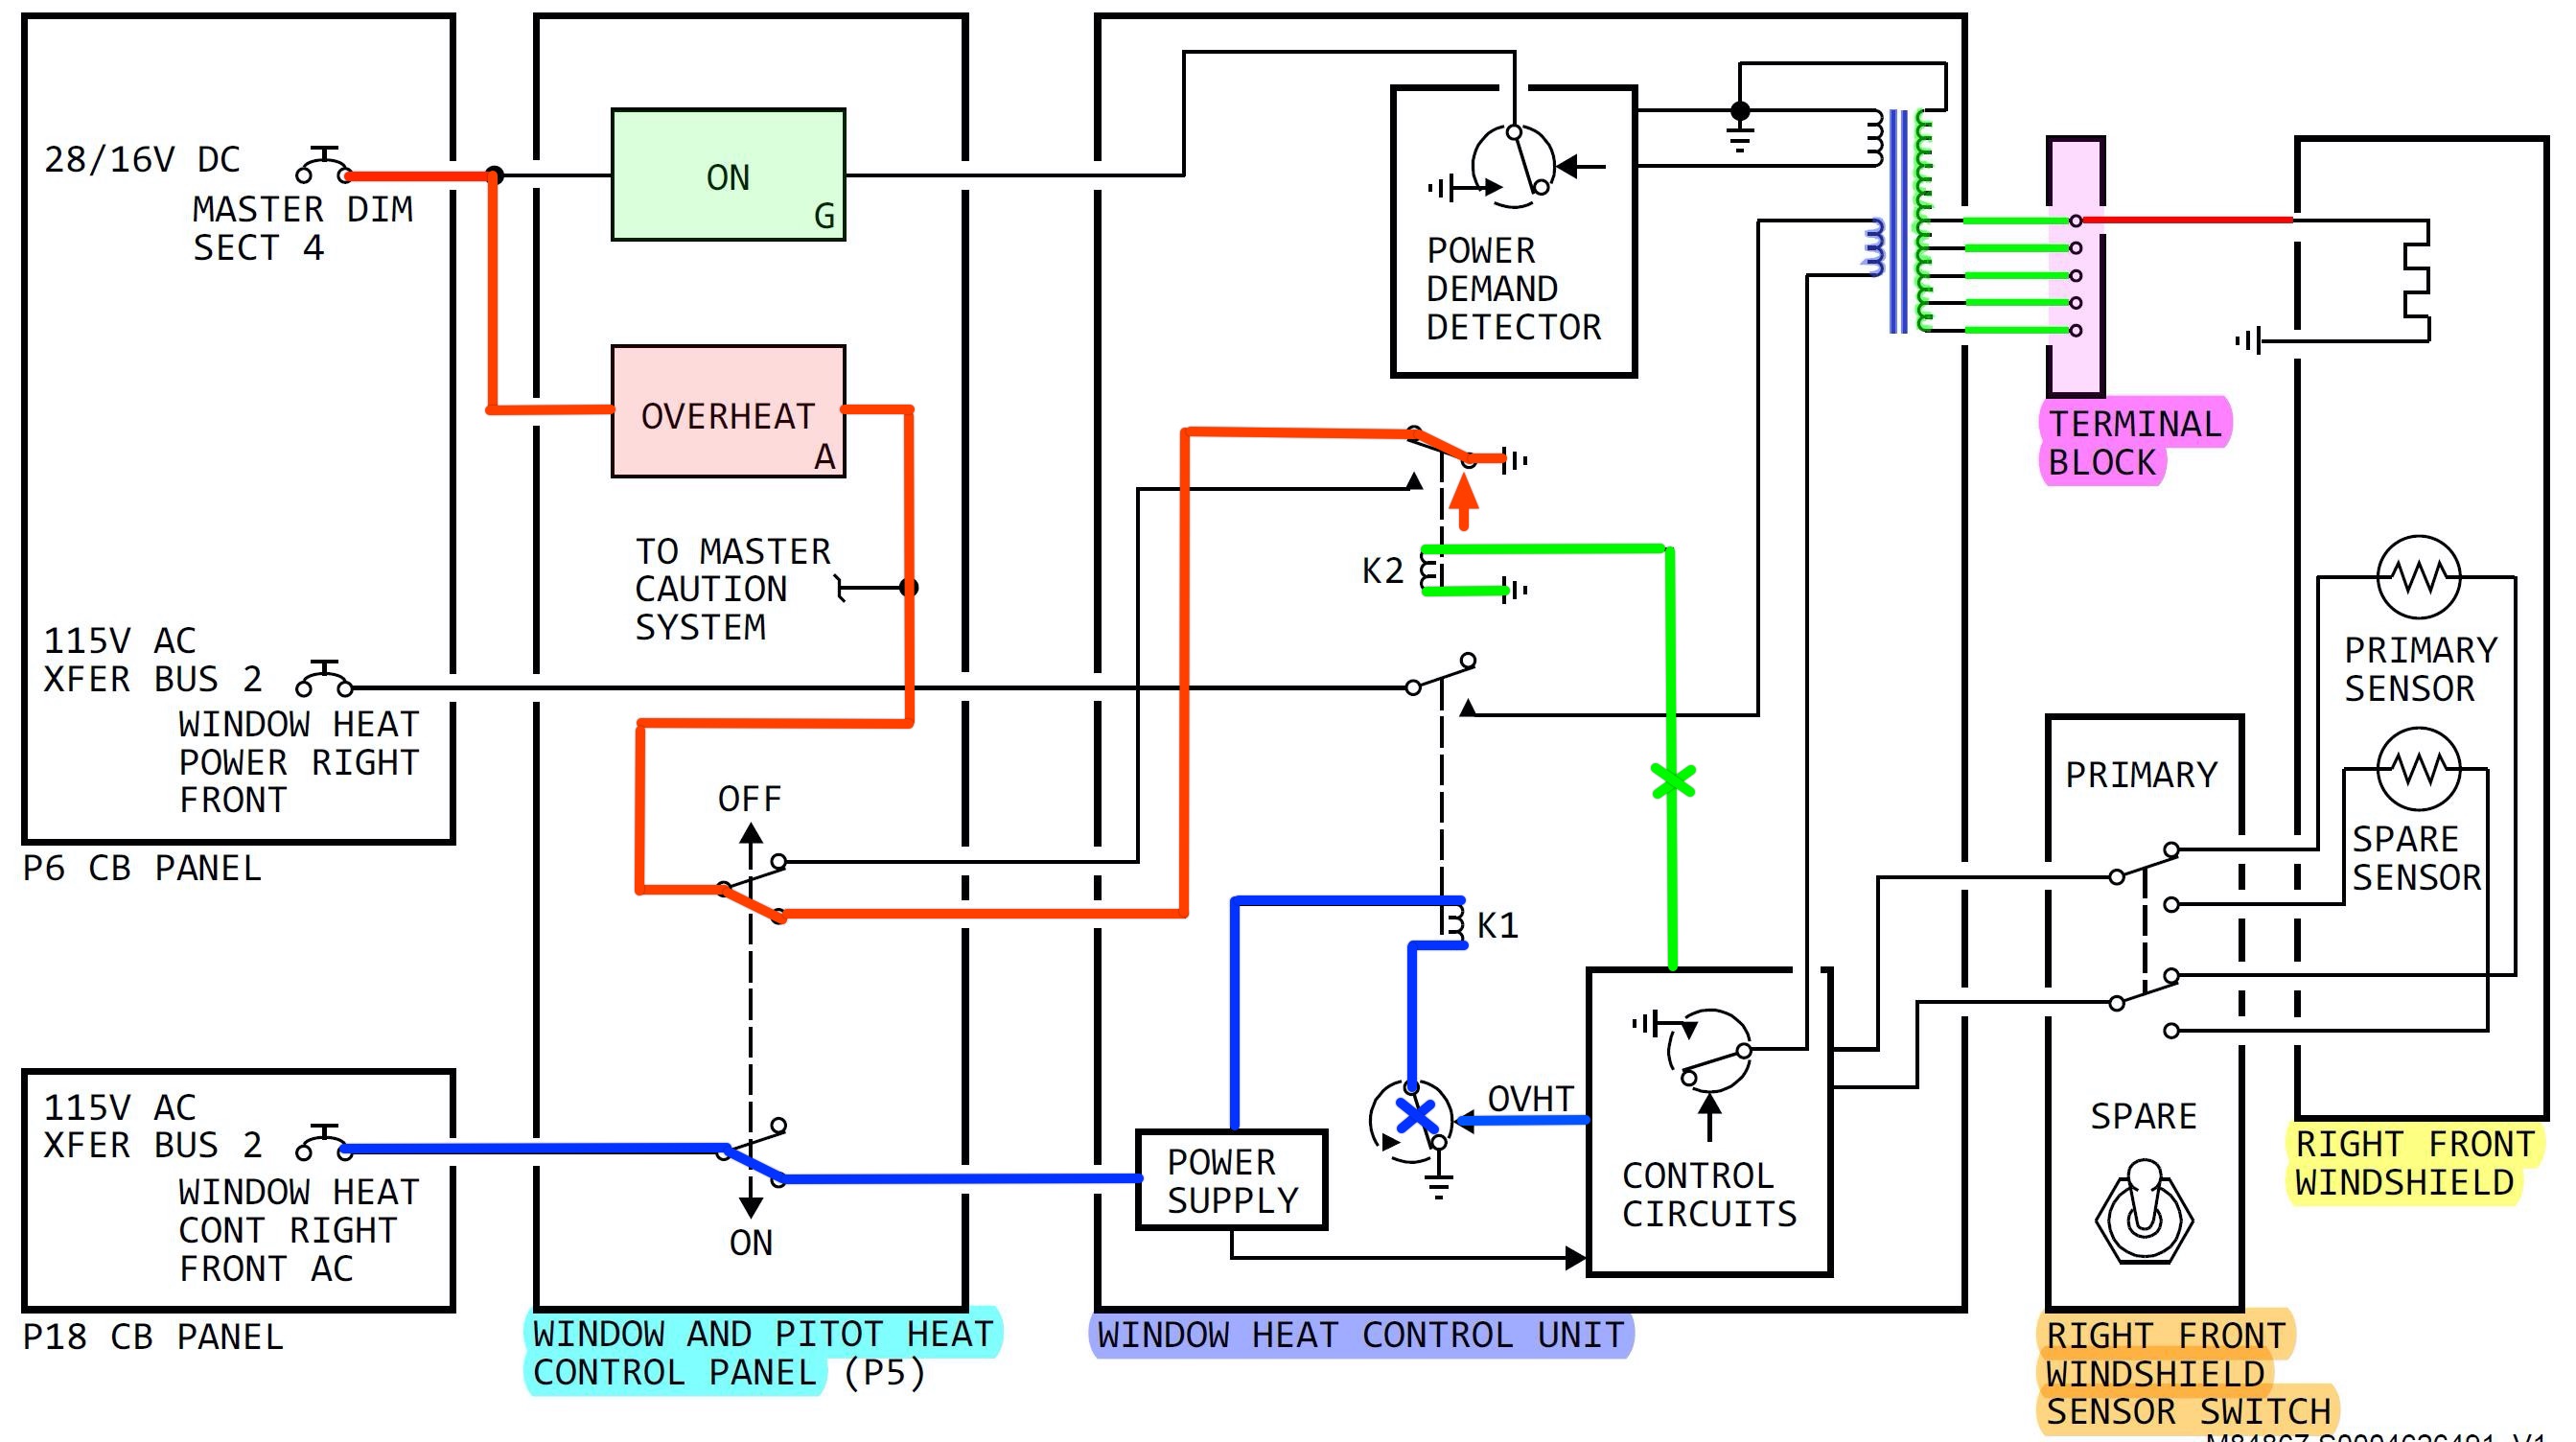 28/16V DC
MASTER DIM
SECT 4
115V AC
XFER BUS 2
WINDOW HEAT
POWER RIGHT
FRONT
P6 CB PANEL
115V AC
XFER BUS 2
WINDOW HEAT
CONT RIGHT
FRONT AC
P18 CB PANEL
ON
G
OVERHEAT
A
TO MASTER
CAUTION
SYSTEM
OFF
ON
WINDOW AND PITOT HEAT
CONTROL PANEL (P5)
POWER
DEMAND
DETECTOR
K2
K1
OVHT
POWER
SUPPLY
CONTROL
CIRCUITS
WINDOW HEAT CONTROL UNIT
TERMINAL
BLOCK
PRIMARY
SENSOR
SPARE
SENSOR
RIGHT FRONT
WINDSHIELD
PRIMARY
SPARE
RIGHT FRONT
WINDSHIELD
SENSOR SWITCH